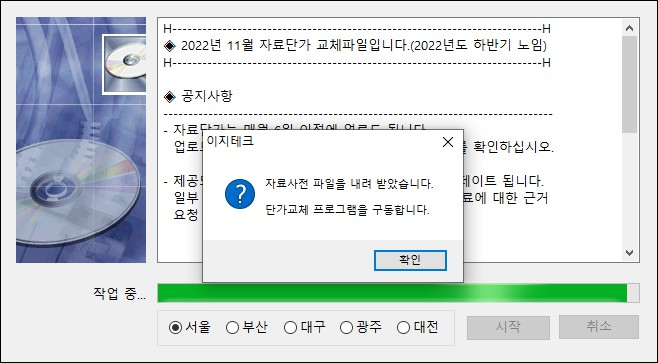 H---------------------------------------------------------------H
◈ 2022년 11월 자료단가 교체파일입니다.(2022년도 하반기 노임)
H---------------------------------------------------------------H
◈ 공지사항
-----------------------------------------------------------------
- 자료단가는 매월 6일 이전에 업로드 됩니다.
업로드 를 확인하십시오.
- 제공되 데이트 됩니다.
일부 료에 대한 근거
요청
이지테크
자료사전 파일을 내려 받았습니다.
단가교체 프로그램을 구동합니다.
확인
작업 중...
서울 부산 대구 광주 대전
시작 취소